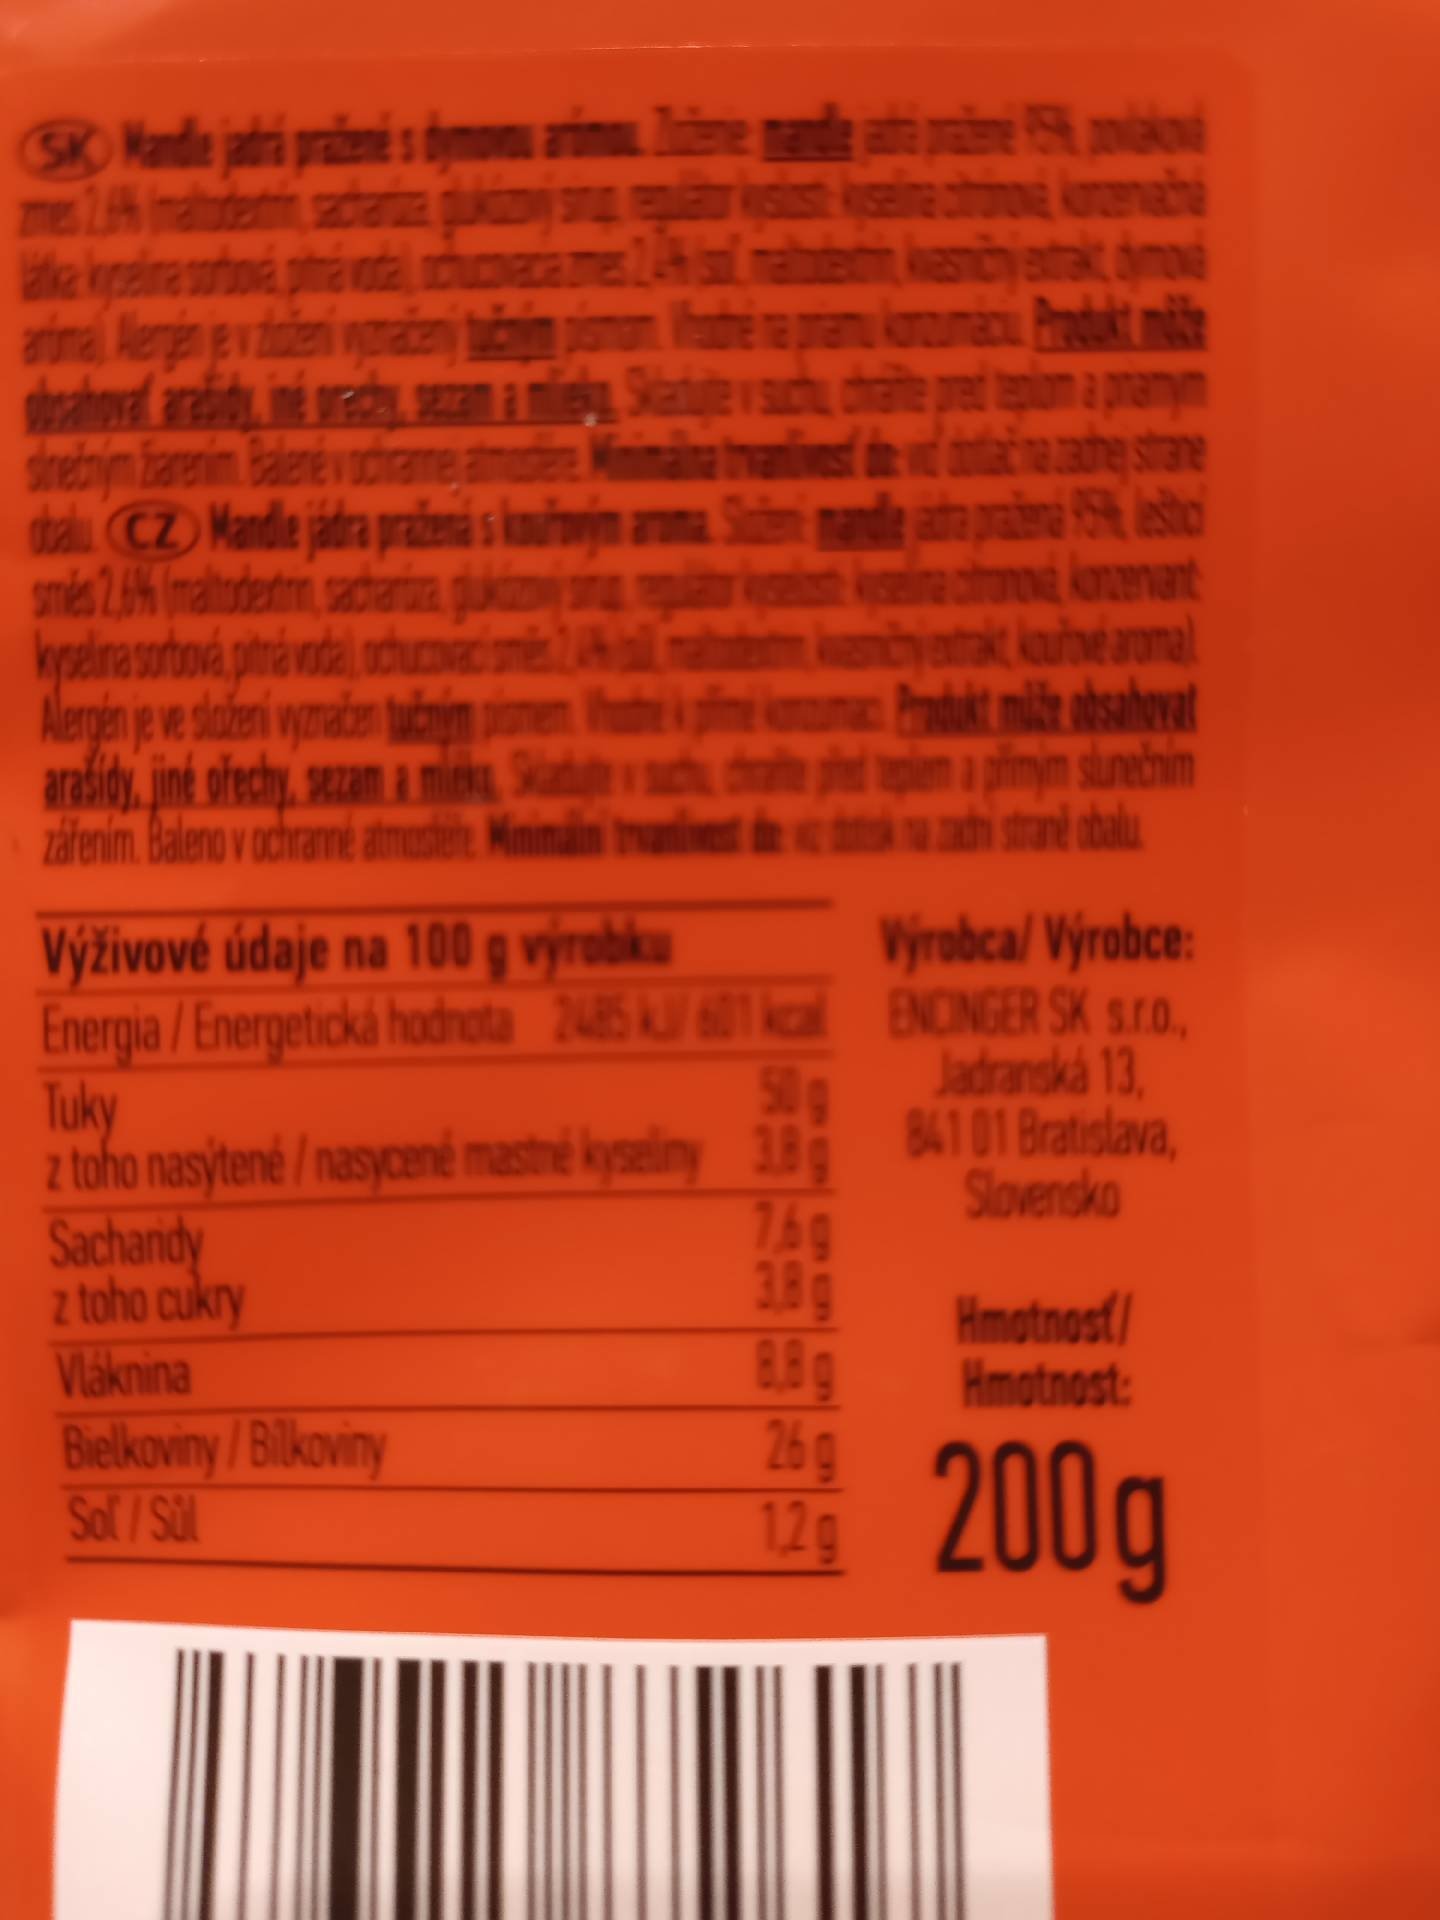 SK Mandle jadrá pražené s dymovou arómou. Zloženie: mandle jadrá pražené 95%, povlaková
zmes 2,6% (maltodextrín, sacharóza, glukózový sirup, regulátor kyslosti: kyselina citrónová, konzervačná
látka: kyselina sorbová, pitná voda), ochucovacia zmes 2,4% (soľ, maltodextrín, kvasničný extrakt, dymová
aróma). Alergén je v zložení vyznačený tučným písmom. Vhodné na priamu konzumáciu. Produkt môže
obsahovať arašidy, iné orechy, sezam a mlieko. Skladujte v suchu, chráňte pred teplom a priamym
slnečným žiarením. Balené v ochrannej atmosfére. Minimálna trvanlivosť do: viď dotlač na zadnej strane
obalu. CZ Mandle jádra pražená s kouřovým aroma. Složení: mandle jádra pražená 95%, lešticí
směs 2,6% (maltodextrin, sacharóza, glukózový sirup, regulátor kyselosti: kyselina citronová, konzervant:
kyselina sorbová, pitná voda), ochucovací směs 2,4% (sůl, maltodextrin, kvasničný extrakt, kouřové aroma).
Alergén je ve složení vyznačen tučným písmem. Vhodné k přímé konzumaci. Produkt může obsahovat
arašídy, jiné ořechy, sezam a mléko. Skladujte v suchu, chraňte před teplem a přímým slunečním
zářením. Baleno v ochranné atmosféře. Minimální trvanlivost do: viz dotisk na zadní straně obalu.
Výživové údaje na 100 g výrobku
Energia / Energetická hodnota 2485 kJ/ 601 kcal
Tuky 50 g
z toho nasýtené / nasycené mastné kyseliny 3,8 g
Sacharidy 7,6 g
z toho cukry 3,8 g
Vláknina 8,8 g
Bielkoviny / Bílkoviny 26 g
Soľ / Sůl 1,2 g
Výrobca/ Výrobce:
ENCINGER SK s.r.o.,
Jadranská 13,
841 01 Bratislava,
Slovensko
Hmotnosť/
Hmotnost:
200g